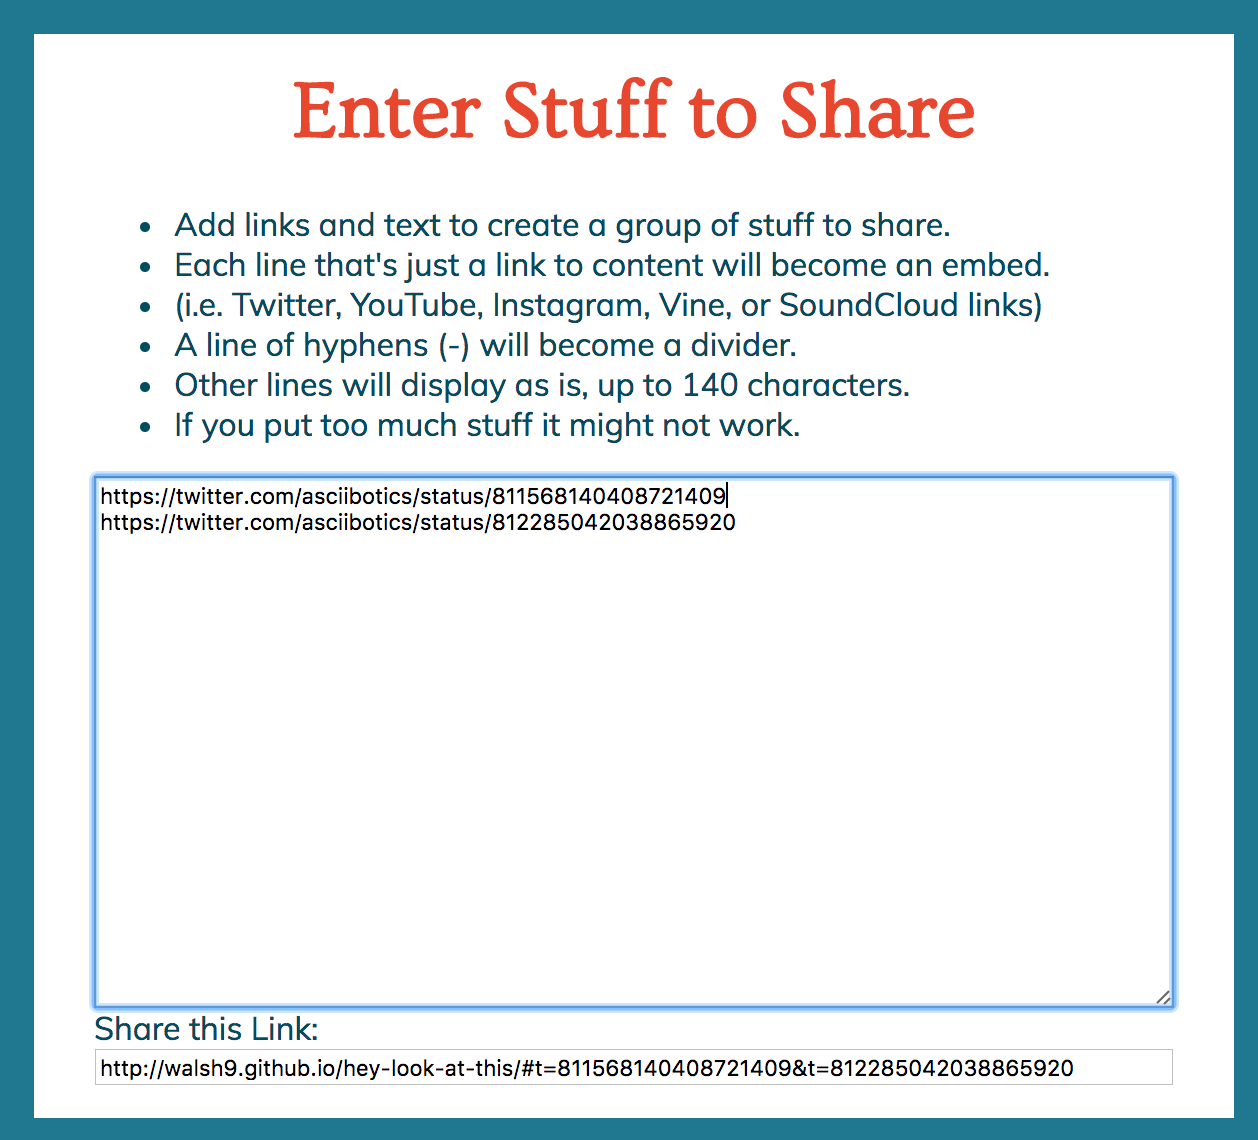 Enter Stuff to Share
• Add links and text to create a group of stuff to share.
• Each line that's just a link to content will become an embed.
• (i.e. Twitter, YouTube, Instagram, Vine, or SoundCloud links)
• A line of hyphens (-) will become a divider.
• Other lines will display as is, up to 140 characters.
• If you put too much stuff it might not work.
https://twitter.com/asciibotics/status/811568140408721409
https://twitter.com/asciibotics/status/812285042038865920
Share this Link:
http://walsh9.github.io/hey-look-at-this/#t=811568140408721409&t=812285042038865920